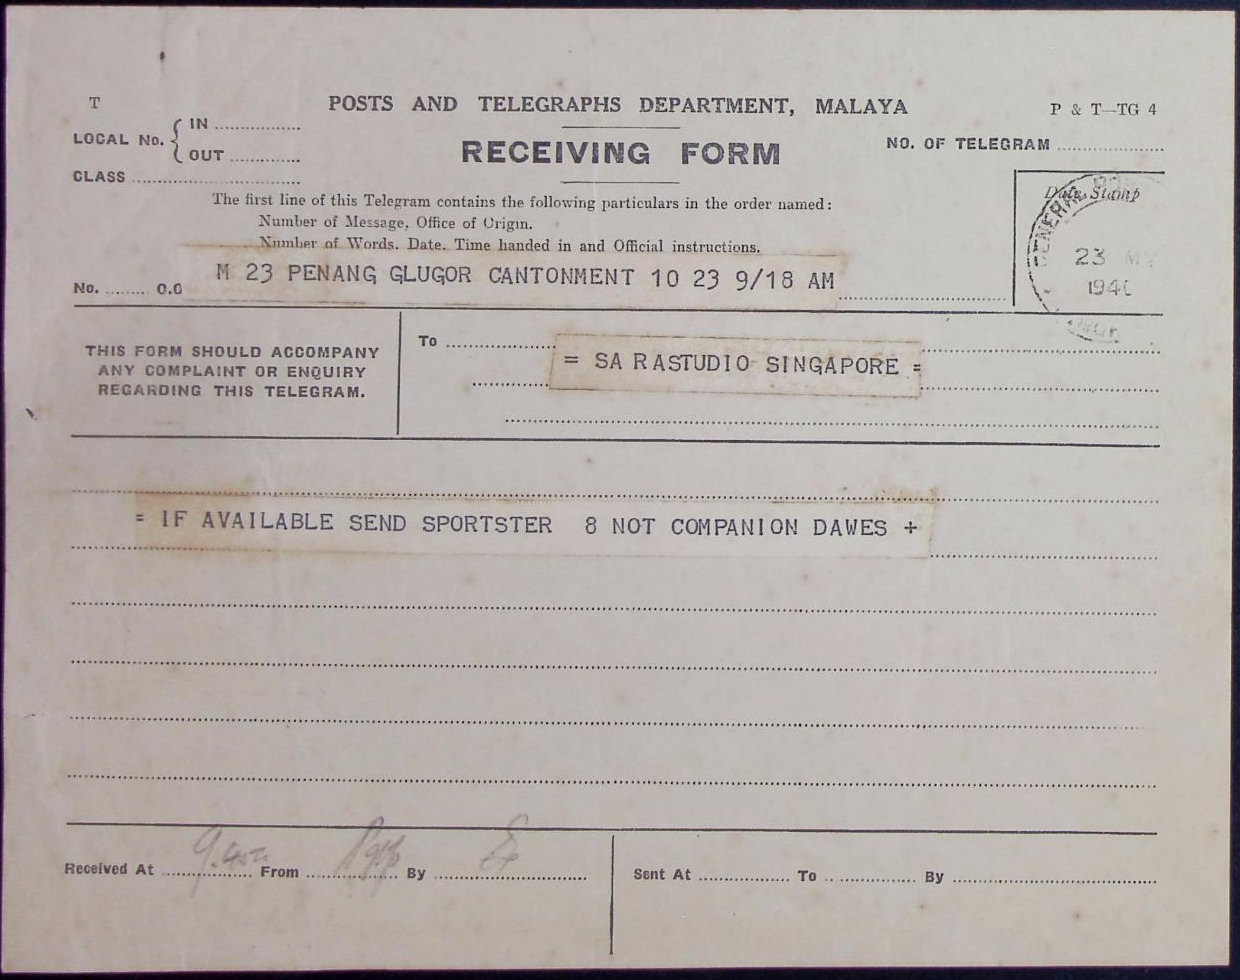 T
POSTS AND TELEGRAPHS DEPARTMENT, MALAYA
P & T—TG 4
LOCAL No. { IN ...............
OUT ............
RECEIVING FORM
NO. OF TELEGRAM ..................
CLASS .............................
The first line of this Telegram contains the following particulars in the order named:
Number of Message, Office of Origin.
Number of Words. Date. Time handed in and Official instructions.
Date Stamp
GENERAL
23 MY
194
No. ........ O.O M 23 PENANG GLUGOR CANTONMENT 10 23 9/18 AM
THIS FORM SHOULD ACCOMPANY
ANY COMPLAINT OR ENQUIRY
REGARDING THIS TELEGRAM.
To = SA RASTUDIO SINGAPORE =
= IF AVAILABLE SEND SPORTSTER 8 NOT COMPANION DAWES +
Received At ............... From ............... By ...............
Sent At ............... To ............... By ...............